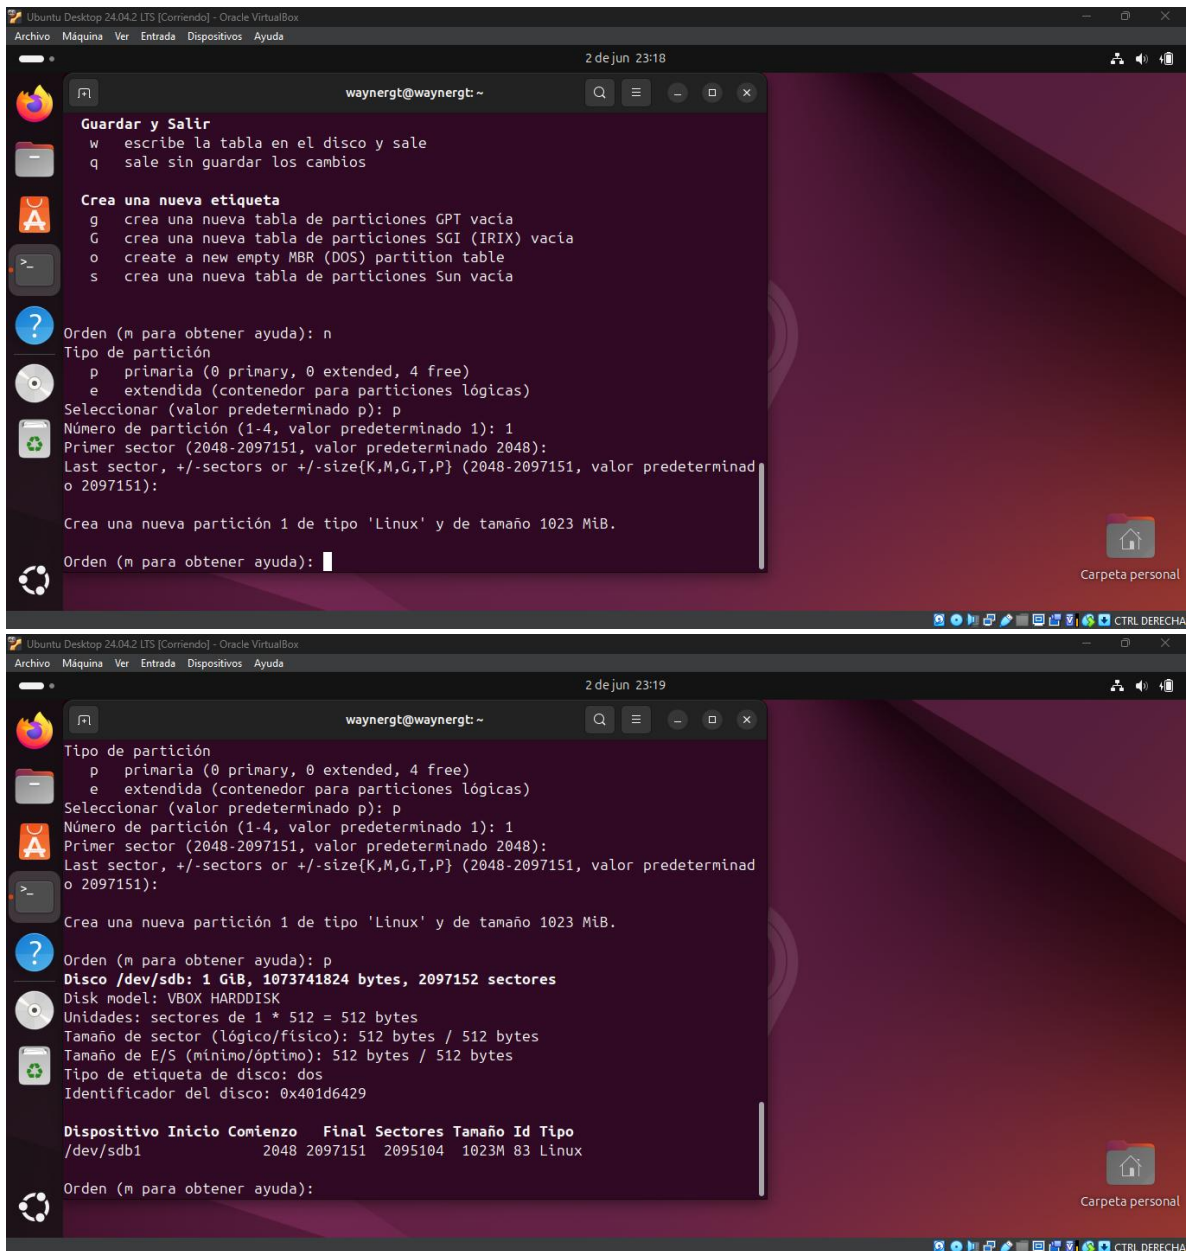 Ubuntu Desktop 24.04.2 LTS [Corriendo] - Oracle VirtualBox
Archivo Máquina Ver Entrada Dispositivos Ayuda
2 de jun 23:18
waynergt@waynergt: ~
Guardar y Salir
w escribe la tabla en el disco y sale
q sale sin guardar los cambios
Crea una nueva etiqueta
g crea una nueva tabla de particiones GPT vacía
G crea una nueva tabla de particiones SGI (IRIX) vacía
o create a new empty MBR (DOS) partition table
s crea una nueva tabla de particiones Sun vacía
Orden (m para obtener ayuda): n
Tipo de partición
p primaria (0 primary, 0 extended, 4 free)
e extendida (contenedor para particiones lógicas)
Seleccionar (valor predeterminado p): p
Número de partición (1-4, valor predeterminado 1): 1
Primer sector (2048-2097151, valor predeterminado 2048):
Last sector, +/-sectors or +/-size{K,M,G,T,P} (2048-2097151, valor predeterminad
o 2097151):
Crea una nueva partición 1 de tipo 'Linux' y de tamaño 1023 MiB.
Orden (m para obtener ayuda):
Carpeta personal
CTRL DERECHA
Ubuntu Desktop 24.04.2 LTS [Corriendo] - Oracle VirtualBox
Archivo Máquina Ver Entrada Dispositivos Ayuda
2 de jun 23:19
waynergt@waynergt: ~
Tipo de partición
p primaria (0 primary, 0 extended, 4 free)
e extendida (contenedor para particiones lógicas)
Seleccionar (valor predeterminado p): p
Número de partición (1-4, valor predeterminado 1): 1
Primer sector (2048-2097151, valor predeterminado 2048):
Last sector, +/-sectors or +/-size{K,M,G,T,P} (2048-2097151, valor predeterminad
o 2097151):
Crea una nueva partición 1 de tipo 'Linux' y de tamaño 1023 MiB.
Orden (m para obtener ayuda): p
Disco /dev/sdb: 1 GiB, 1073741824 bytes, 2097152 sectores
Disk model: VBOX HARDDISK
Unidades: sectores de 1 * 512 = 512 bytes
Tamaño de sector (lógico/físico): 512 bytes / 512 bytes
Tamaño de E/S (mínimo/óptimo): 512 bytes / 512 bytes
Tipo de etiqueta de disco: dos
Identificador del disco: 0x401d6429
Dispositivo Inicio Comienzo Final Sectores Tamaño Id Tipo
/dev/sdb1 2048 2097151 2095104 1023M 83 Linux
Orden (m para obtener ayuda):
Carpeta personal
CTRL DERECHA